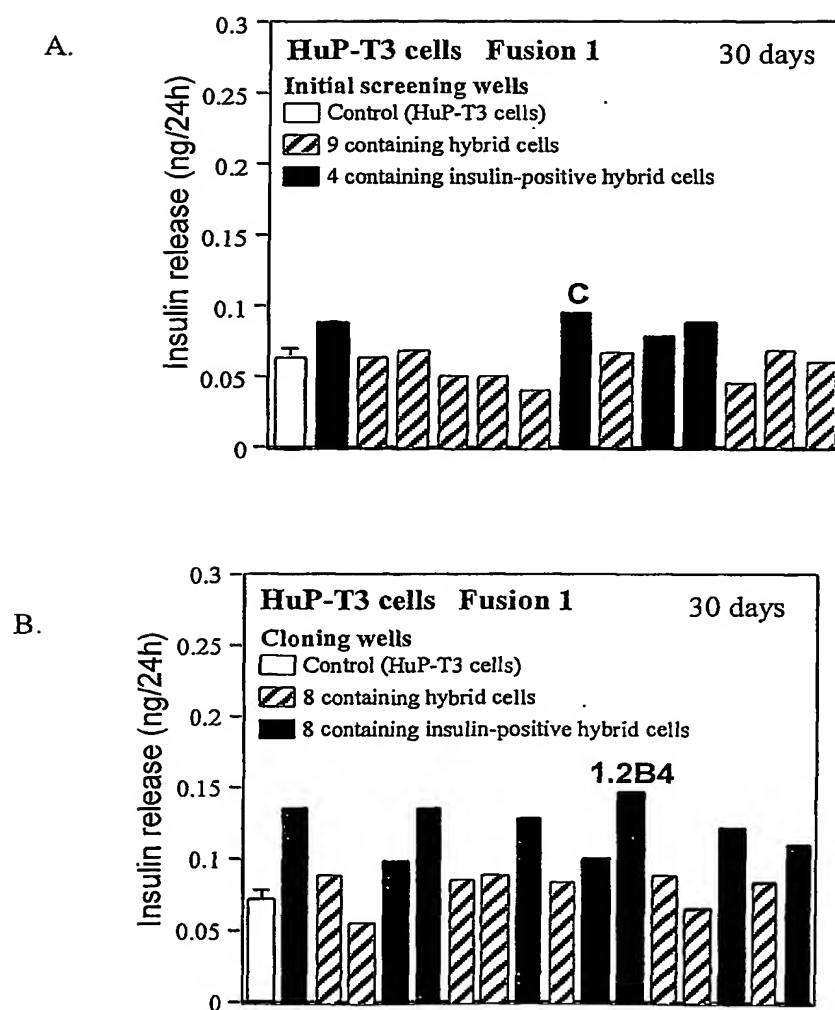 A.
HuP-T3 cells Fusion 1 30 days
Initial screening wells
Control (HuP-T3 cells)
9 containing hybrid cells
4 containing insulin-positive hybrid cells
Insulin release (ng/24h)
0.3
0.25
0.2
0.15
0.1
0.05
0
C
B.
HuP-T3 cells Fusion 1 30 days
Cloning wells
Control (HuP-T3 cells)
8 containing hybrid cells
8 containing insulin-positive hybrid cells
Insulin release (ng/24h)
0.3
0.25
0.2
0.15
0.1
0.05
0
1.2B4